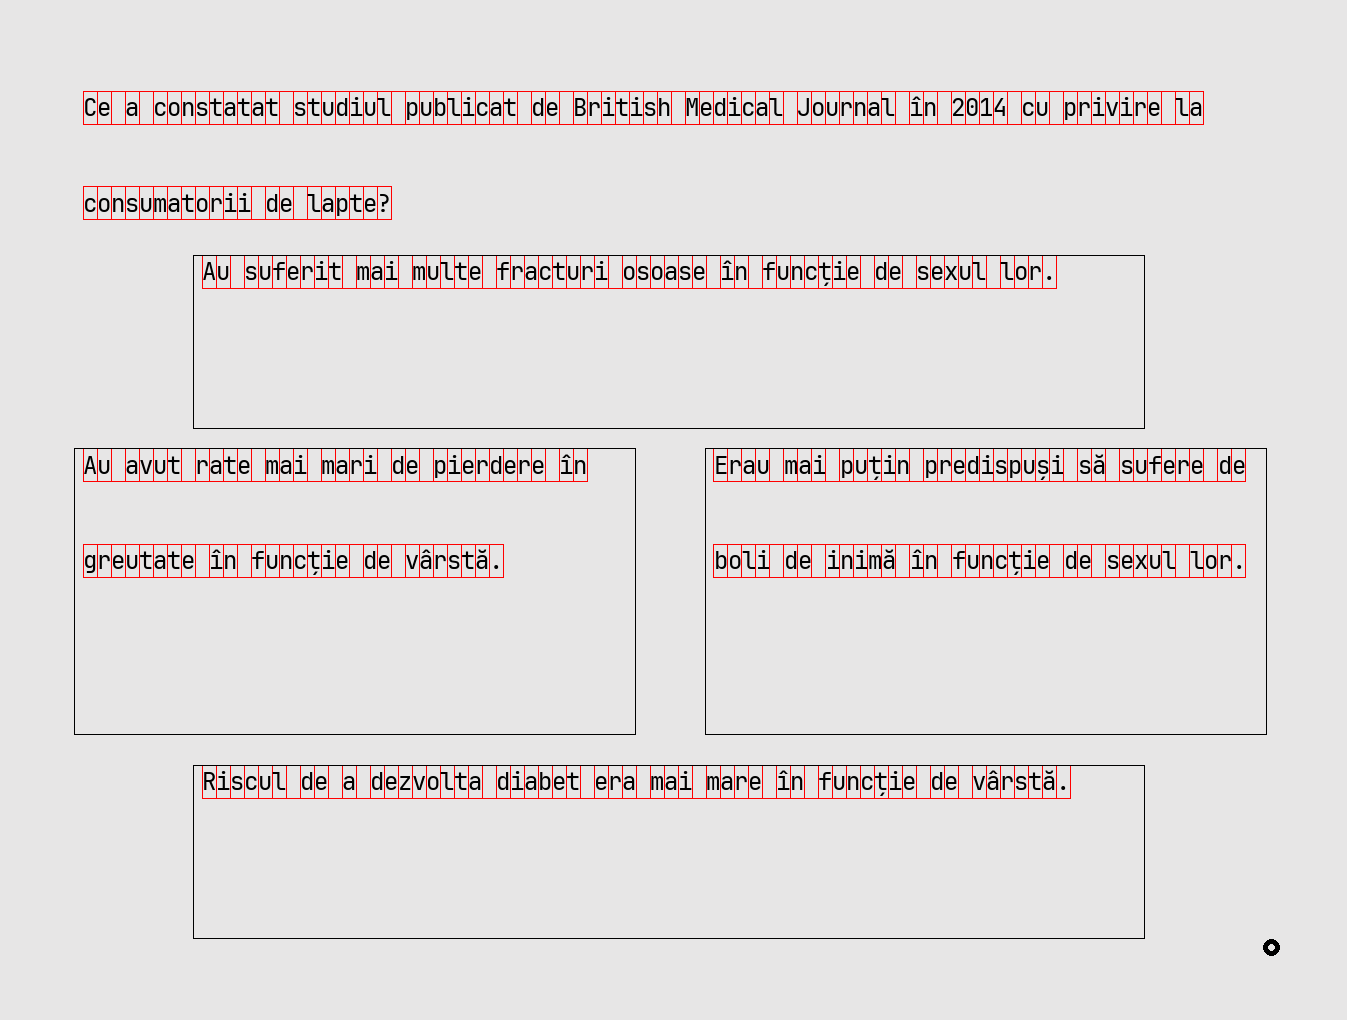 Ce a constatat studiul publicat de British Medical Journal în 2014 cu privire la
consumatorii de lapte?
Au suferit mai multe fracturi osoase în funcție de sexul lor.
Au avut rate mai mari de pierdere în
greutate în funcție de vârstă.
Erau mai puțin predispuși să sufere de
boli de inimă în funcție de sexul lor.
Riscul de a dezvolta diabet era mai mare în funcție de vârstă.